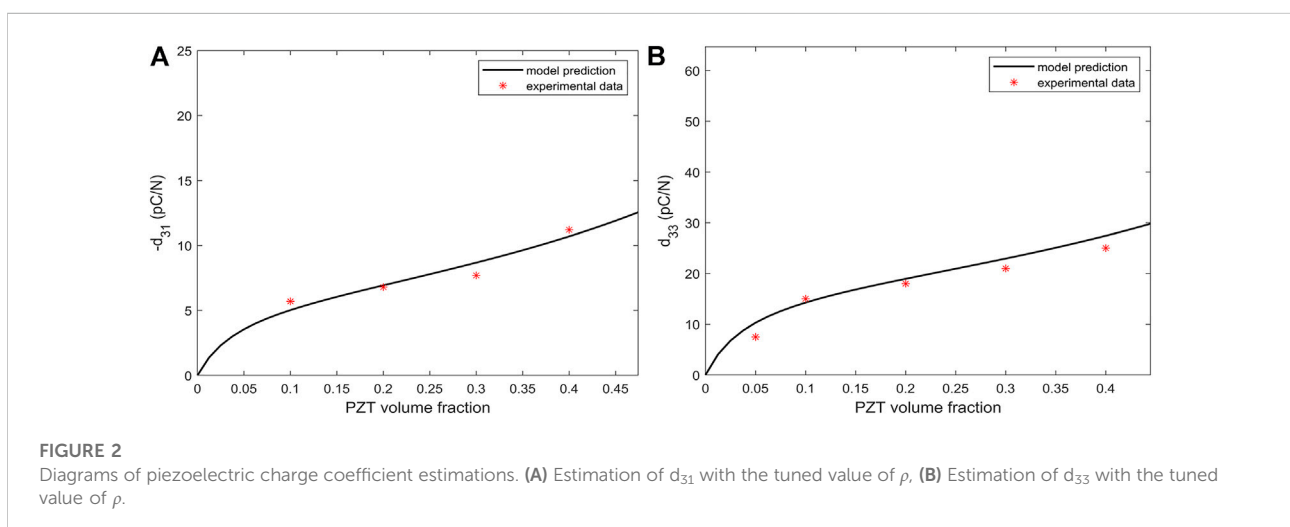 A
25
20
15
10
5
0
-d31 (pC/N)
model prediction
experimental data
0 0.05 0.1 0.15 0.2 0.25 0.3 0.35 0.4 0.45
PZT volume fraction
B
60
50
40
30
20
10
0
d33 (pC/N)
model prediction
experimental data
0 0.05 0.1 0.15 0.2 0.25 0.3 0.35 0.4
PZT volume fraction
FIGURE 2
Diagrams of piezoelectric charge coefficient estimations. (A) Estimation of d31 with the tuned value of ρ, (B) Estimation of d33 with the tuned
value of ρ.